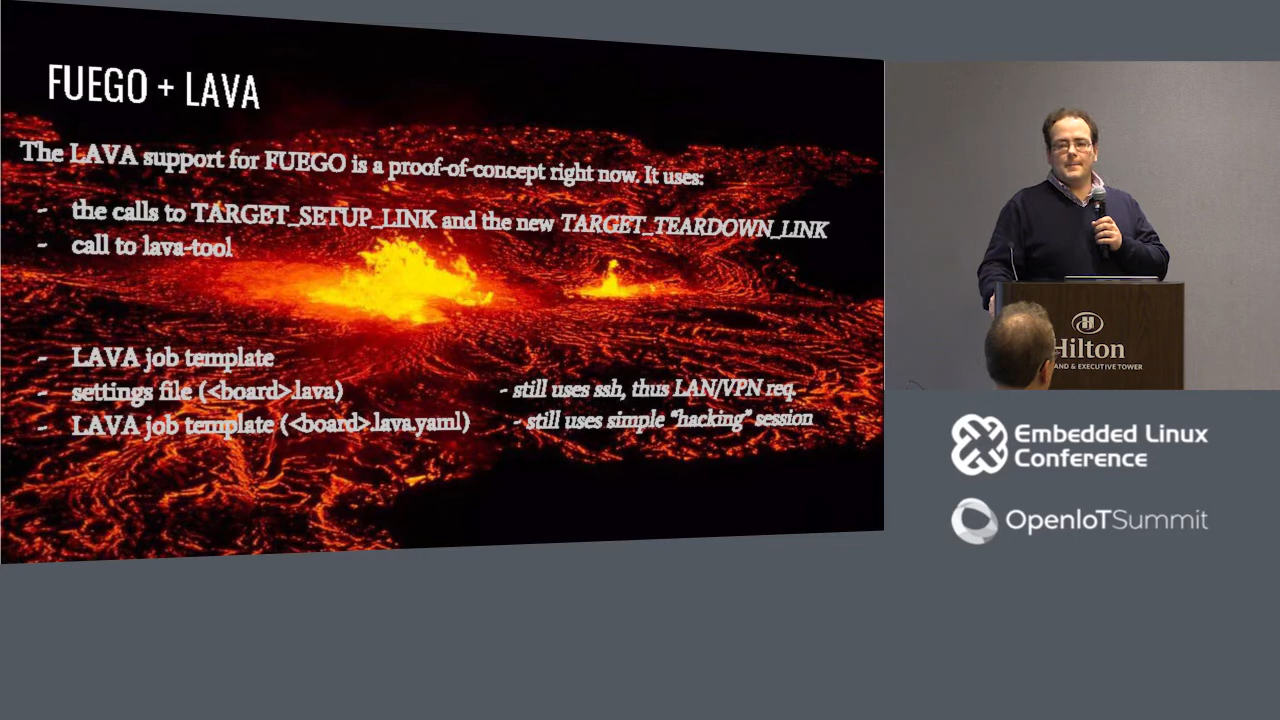 FUEGO + LAVA
The LAVA support for FUEGO is a proof-of-concept right now. It uses:
- the calls to TARGET_SETUP_LINK and the new TARGET_TEARDOWN_LINK
- call to lava-tool
- LAVA job template
- settings file (<board>.lava)
- LAVA job template (<board>.lava.yaml)
- still uses ssh, thus LAN/VPN req.
- still uses simple “hacking” session
H
Hilton
AND & EXECUTIVE TOWER
Embedded Linux
Conference
OpenIoTSummit